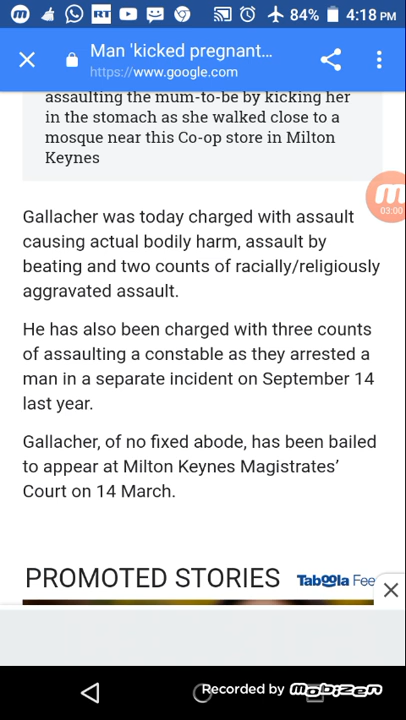 RT 84% 4:18 PM
Man 'kicked pregnant...
https://www.google.com
assaulting the mum-to-be by kicking her
in the stomach as she walked close to a
mosque near this Co-op store in Milton
Keynes
03:00
Gallacher was today charged with assault
causing actual bodily harm, assault by
beating and two counts of racially/religiously
aggravated assault.
He has also been charged with three counts
of assaulting a constable as they arrested a
man in a separate incident on September 14
last year.
Gallacher, of no fixed abode, has been bailed
to appear at Milton Keynes Magistrates’
Court on 14 March.
PROMOTED STORIES Taboola Fee
Recorded by mobizen